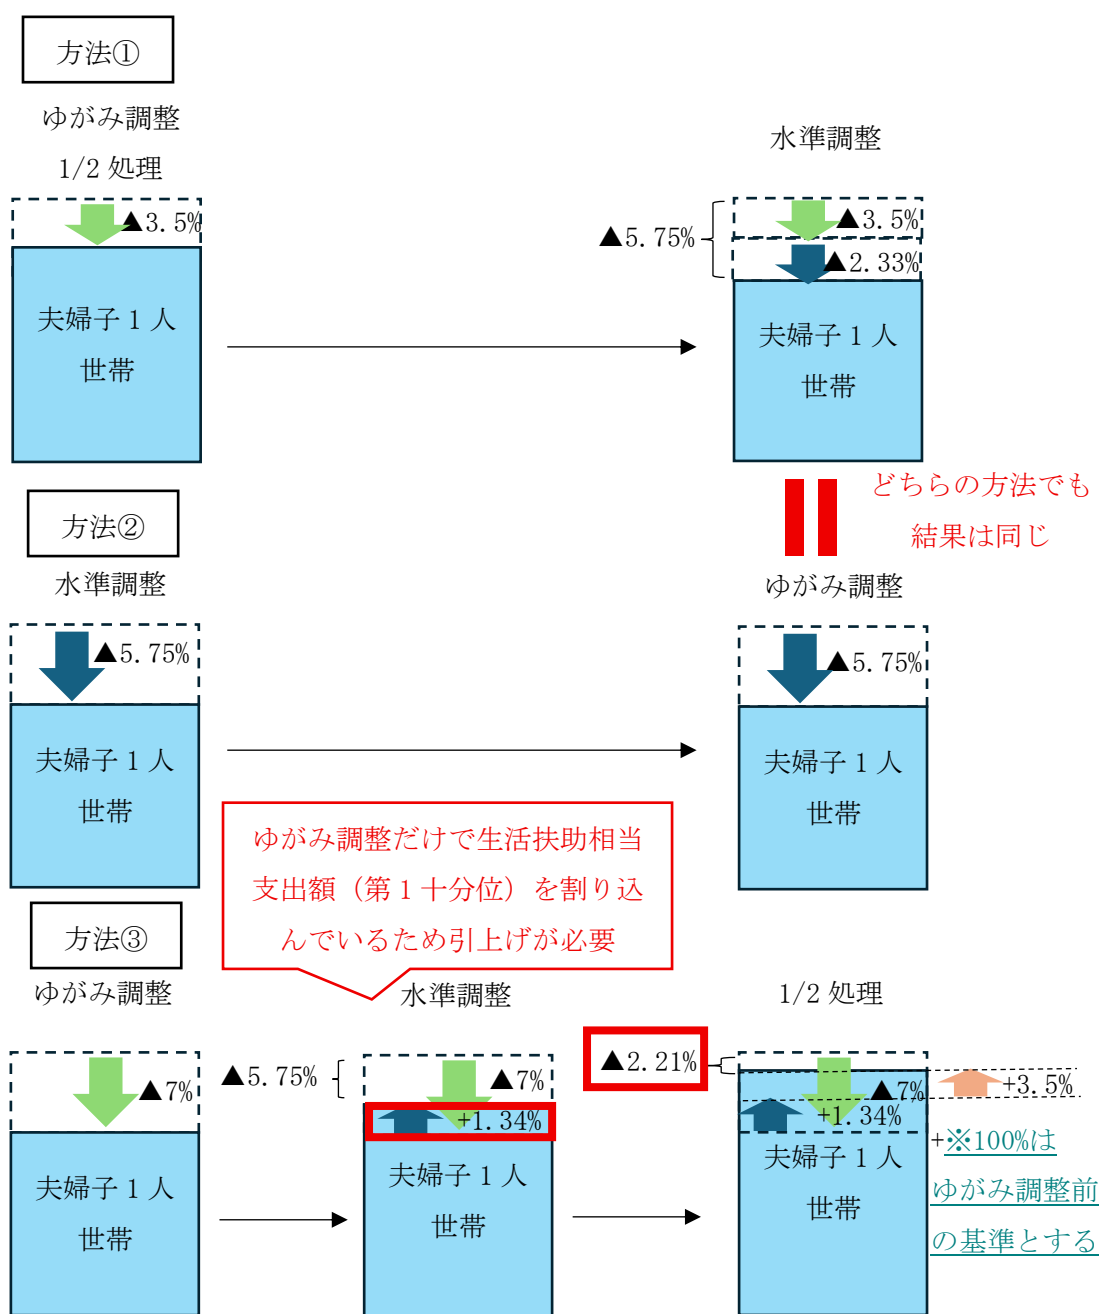 方法①
ゆがみ調整
1/2 処理
水準調整
▲3.5%
▲5.75%
▲3.5%
▲2.33%
夫婦子1人
世帯
夫婦子1人
世帯
どちらの方法でも
結果は同じ
方法②
水準調整
ゆがみ調整
▲5.75%
▲5.75%
夫婦子1人
世帯
夫婦子1人
世帯
ゆがみ調整だけで生活扶助相当
支出額（第1十分位）を割り込
んでいるため引上げが必要
方法③
ゆがみ調整
水準調整
1/2 処理
▲7%
▲5.75%
▲7%
+1.34%
▲2.21%
▲7%
+1.34%
+3.5%
夫婦子1人
世帯
夫婦子1人
世帯
夫婦子1人
世帯
+※100%は
ゆがみ調整前
の基準とする